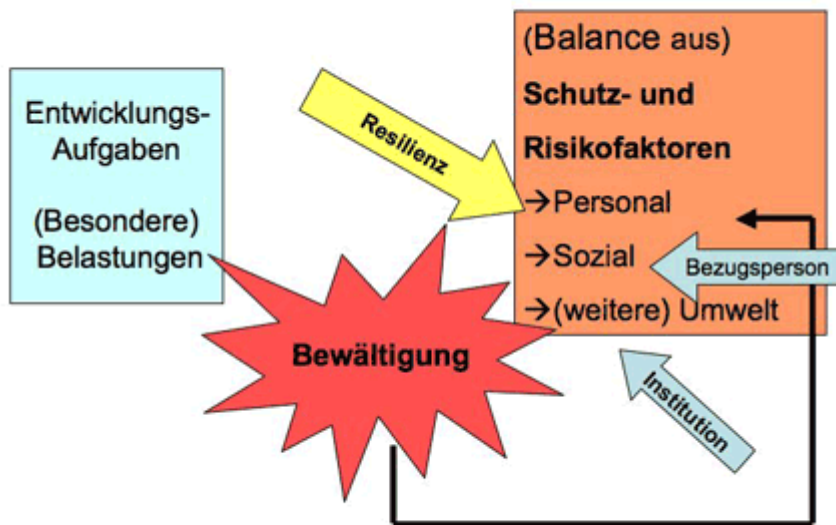 Entwicklungs-
Aufgaben
(Besondere)
Belastungen
Resilienz
(Balance aus)
Schutz- und
Risikofaktoren
→Personal
→Sozial
→(weitere) Umwelt
Bezugsperson
Bewältigung
Institution